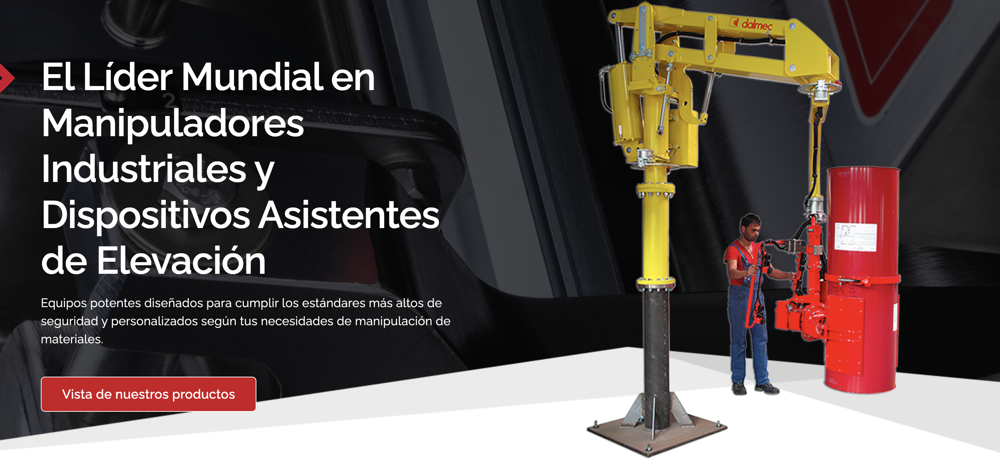 El Líder Mundial en
Manipuladores
Industriales y
Dispositivos Asistentes
de Elevación
Equipos potentes diseñados para cumplir los estándares más altos de
seguridad y personalizados según tus necesidades de manipulación de
materiales.
Vista de nuestros productos
dalmec
2